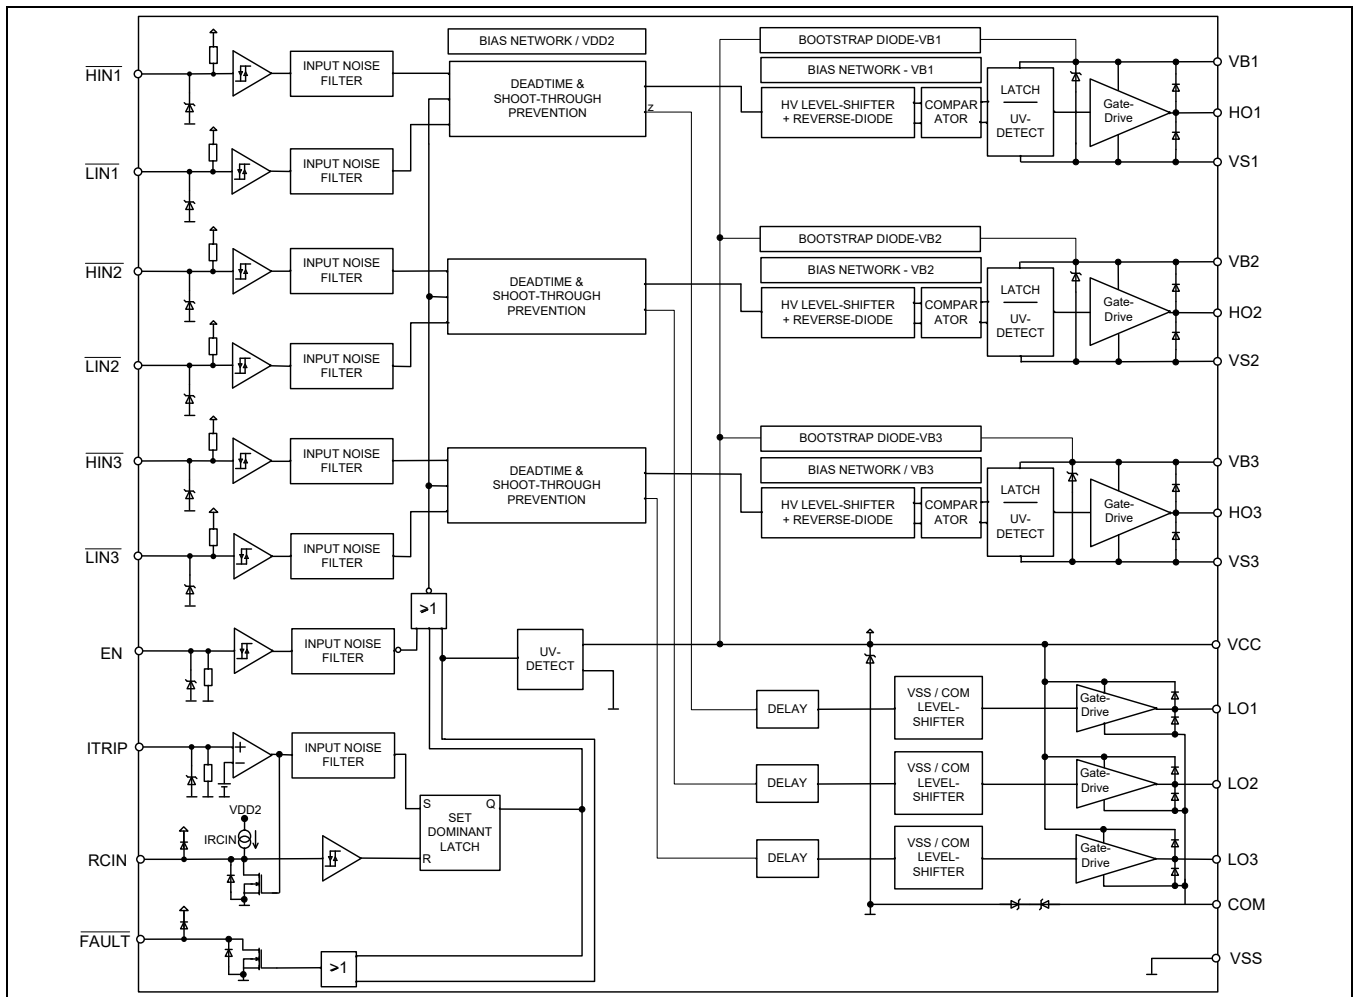 BIAS NETWORK / VDD2
BOOTSTRAP DIODE-VB1
HIN1
INPUT NOISE
FILTER
DEADTIME &
SHOOT-THROUGH
PREVENTION
Z
BIAS NETWORK - VB1
HV LEVEL-SHIFTER
+ REVERSE-DIODE
COMPAR
ATOR
LATCH
UV-
DETECT
Gate-
Drive
VB1
HO1
VS1
LIN1
INPUT NOISE
FILTER
BOOTSTRAP DIODE-VB2
HIN2
INPUT NOISE
FILTER
DEADTIME &
SHOOT-THROUGH
PREVENTION
BIAS NETWORK - VB2
HV LEVEL-SHIFTER
+ REVERSE-DIODE
COMPAR
ATOR
LATCH
UV-
DETECT
Gate-
Drive
VB2
HO2
VS2
LIN2
INPUT NOISE
FILTER
BOOTSTRAP DIODE-VB3
HIN3
INPUT NOISE
FILTER
DEADTIME &
SHOOT-THROUGH
PREVENTION
BIAS NETWORK / VB3
HV LEVEL-SHIFTER
+ REVERSE-DIODE
COMPAR
ATOR
LATCH
UV-
DETECT
Gate-
Drive
VB3
HO3
VS3
LIN3
INPUT NOISE
FILTER
>1
EN
INPUT NOISE
FILTER
UV-
DETECT
VCC
DELAY
VSS / COM
LEVEL-
SHIFTER
Gate-
Drive
LO1
ITRIP
+
−
INPUT NOISE
FILTER
DELAY
VSS / COM
LEVEL-
SHIFTER
Gate-
Drive
LO2
VDD2
IRCIN
S
Q
SET
DOMINANT
LATCH
R
RCIN
DELAY
VSS / COM
LEVEL-
SHIFTER
Gate-
Drive
LO3
COM
FAULT
>1
VSS